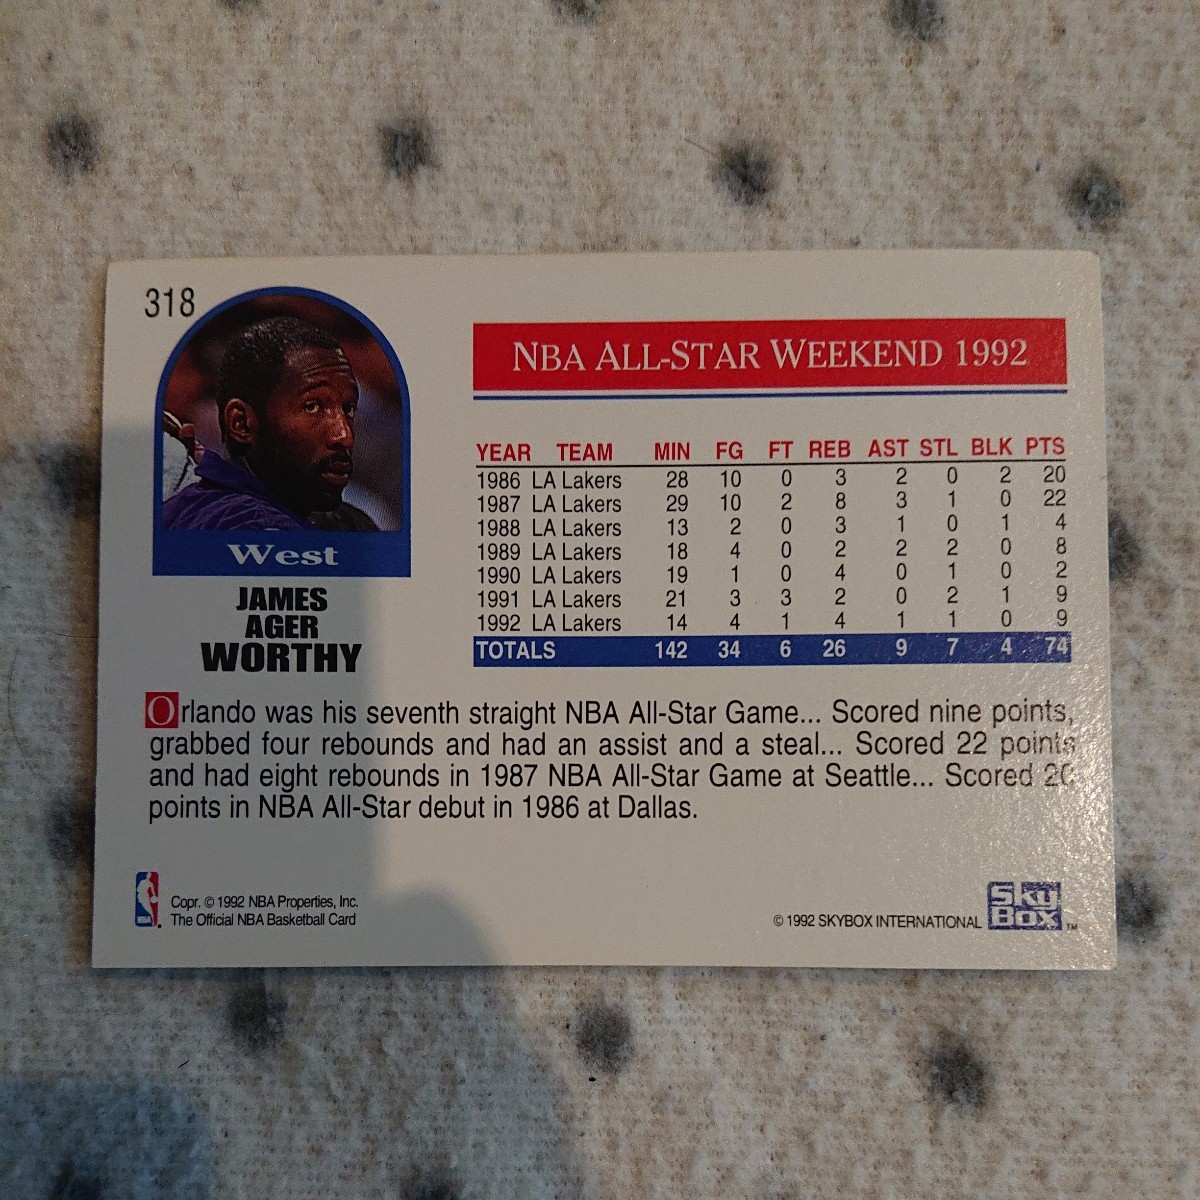 318
West
JAMES
AGER
WORTHY
NBA ALL-STAR WEEKEND 1992
YEAR TEAM MIN FG FT REB AST STL BLK PTS
1986 LA Lakers 28 10 0 3 2 0 2 20
1987 LA Lakers 29 10 2 8 3 1 0 22
1988 LA Lakers 13 2 0 3 1 0 1 4
1989 LA Lakers 18 4 0 2 2 2 0 8
1990 LA Lakers 19 1 0 4 0 1 0 2
1991 LA Lakers 21 3 3 2 0 2 1 9
1992 LA Lakers 14 4 1 4 1 1 0 9
TOTALS 142 34 6 26 9 7 4 74
Orlando was his seventh straight NBA All-Star Game... Scored nine points,
grabbed four rebounds and had an assist and a steal... Scored 22 points
and had eight rebounds in 1987 NBA All-Star Game at Seattle... Scored 20
points in NBA All-Star debut in 1986 at Dallas.
NBA
Copr. © 1992 NBA Properties, Inc.
The Official NBA Basketball Card
© 1992 SKYBOX INTERNATIONAL
Sky
Box ™